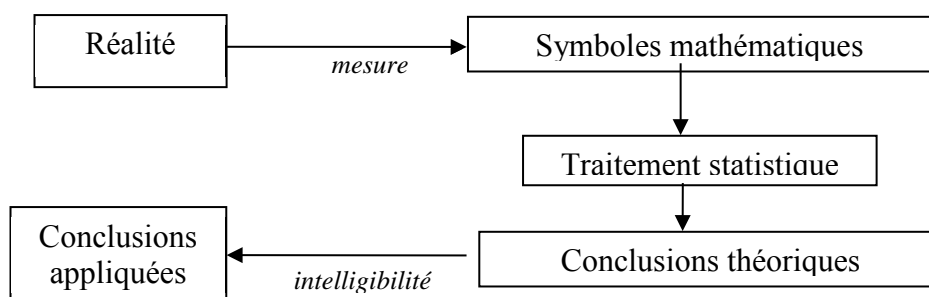 Réalité
mesure
Symboles mathématiques
Traitement statistique
Conclusions théoriques
intelligibilité
Conclusions
appliquées